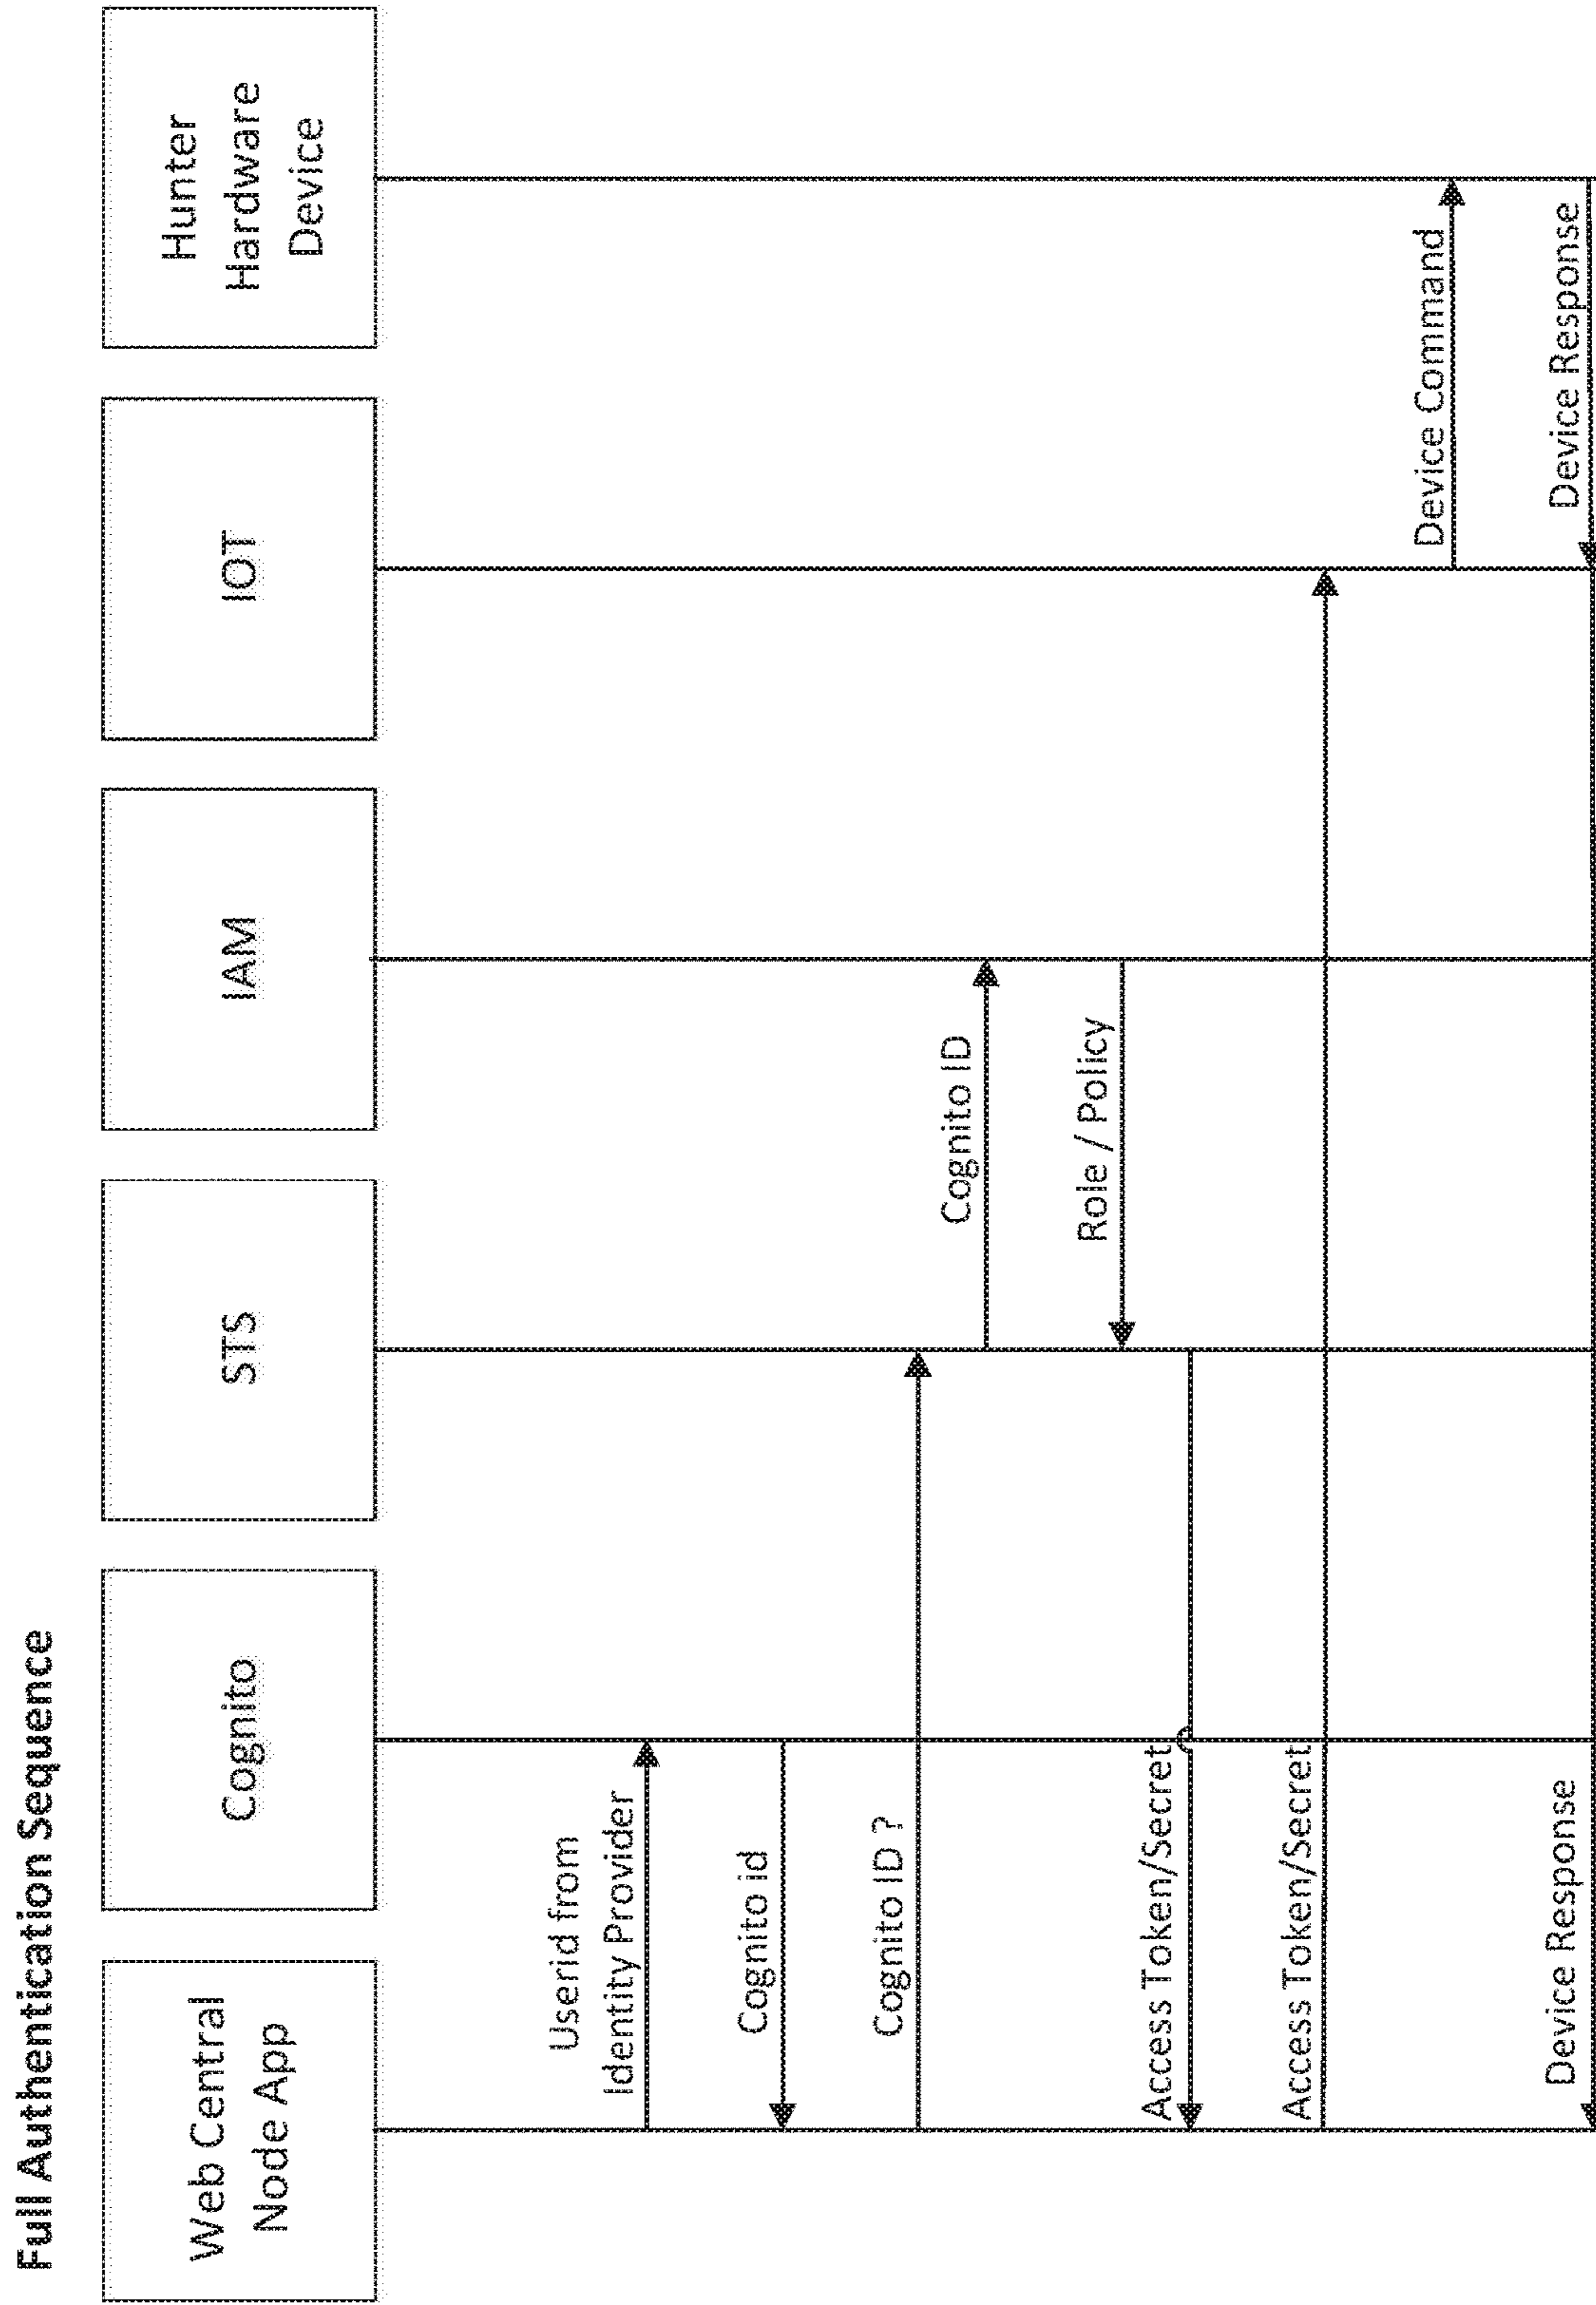 Full Authentication Sequence
Web Central
Node App
Cognito
STS
IAM
IOT
Hunter
Hardware
Device
Userid from
Identity Provider
Cognito id
Cognito ID ?
Cognito ID
Role / Policy
Access Token/Secret
Access Token/Secret
Device Command
Device Response
Device Response